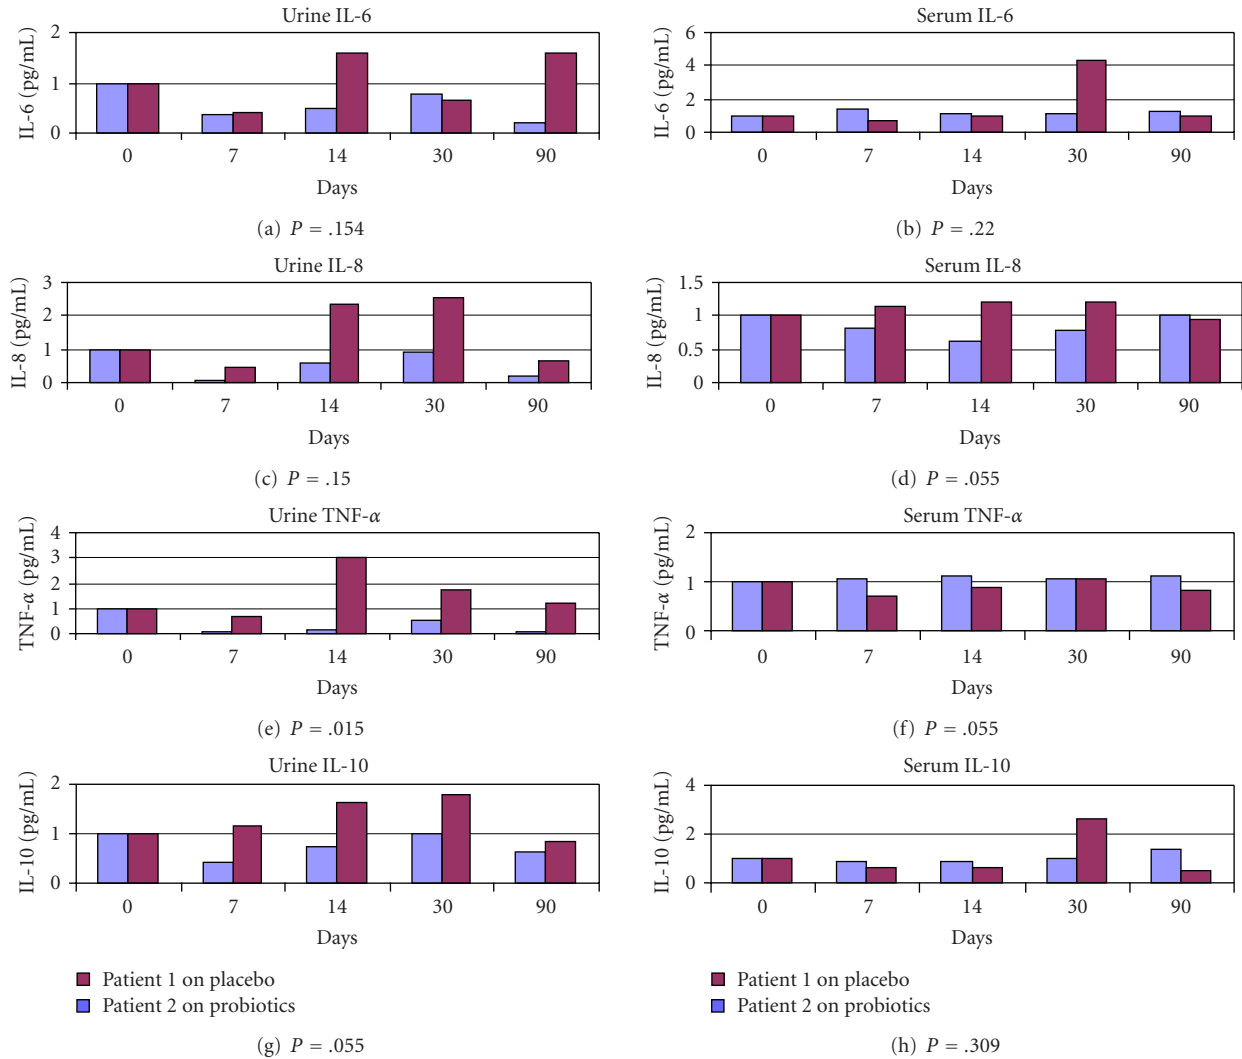 Urine IL-6
IL-6 (pg/mL)
2
1
0
0 7 14 30 90
Days
(a) P = .154
Serum IL-6
IL-6 (pg/mL)
6
4
2
0
0 7 14 30 90
Days
(b) P = .22
Urine IL-8
IL-8 (pg/mL)
3
2
1
0
0 7 14 30 90
Days
(c) P = .15
Serum IL-8
IL-8 (pg/mL)
1.5
1
0.5
0
0 7 14 30 90
Days
(d) P = .055
Urine TNF-α
TNF-α (pg/mL)
4
3
2
1
0
0 7 14 30 90
Days
(e) P = .015
Serum TNF-α
TNF-α (pg/mL)
2
1
0
0 7 14 30 90
Days
(f) P = .055
Urine IL-10
IL-10 (pg/mL)
2
1
0
0 7 14 30 90
Days
Patient 1 on placebo
Patient 2 on probiotics
(g) P = .055
Serum IL-10
IL-10 (pg/mL)
4
2
0
0 7 14 30 90
Days
Patient 1 on placebo
Patient 2 on probiotics
(h) P = .309